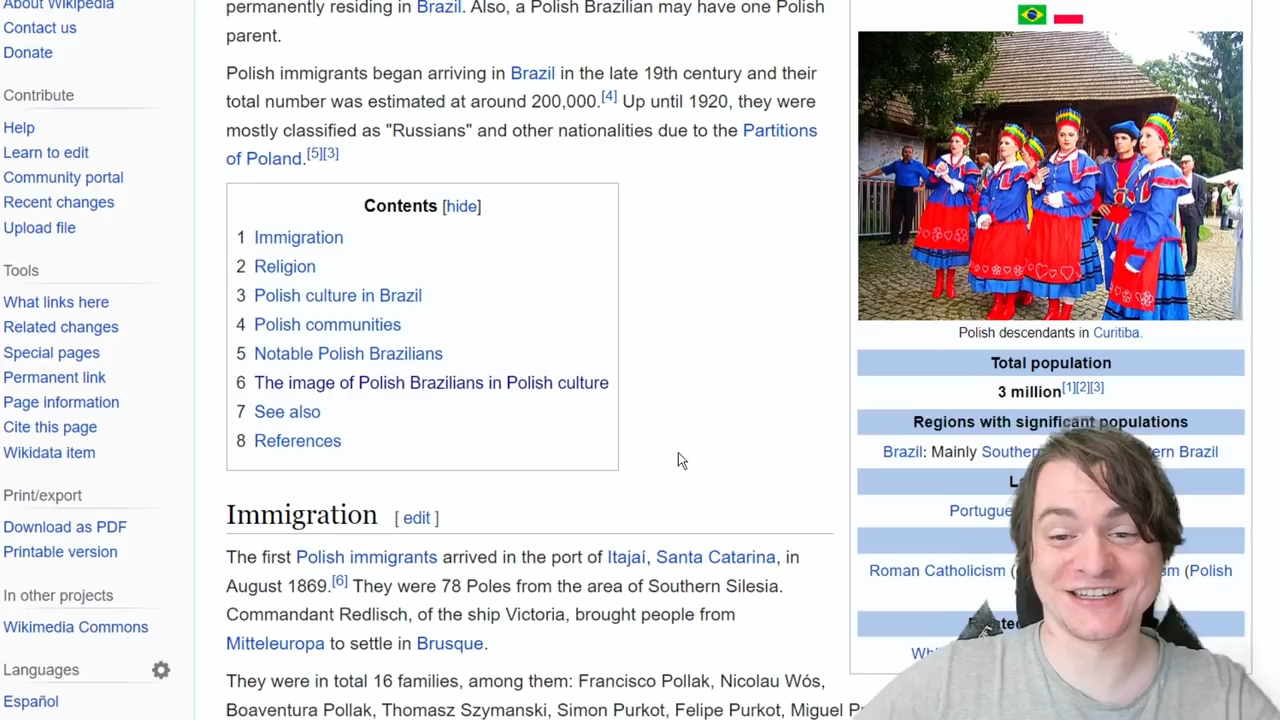 About Wikipedia
Contact us
Donate
Contribute
Help
Learn to edit
Community portal
Recent changes
Upload file
Tools
What links here
Related changes
Special pages
Permanent link
Page information
Cite this page
Wikidata item
Print/export
Download as PDF
Printable version
In other projects
Wikimedia Commons
Languages
Español
permanently residing in Brazil. Also, a Polish Brazilian may have one Polish
parent.
Polish immigrants began arriving in Brazil in the late 19th century and their
total number was estimated at around 200,000.[4] Up until 1920, they were
mostly classified as "Russians" and other nationalities due to the Partitions
of Poland.[5][3]
Contents [hide]
1 Immigration
2 Religion
3 Polish culture in Brazil
4 Polish communities
5 Notable Polish Brazilians
6 The image of Polish Brazilians in Polish culture
7 See also
8 References
Immigration [ edit ]
The first Polish immigrants arrived in the port of Itajaí, Santa Catarina, in
August 1869.[6] They were 78 Poles from the area of Southern Silesia.
Commandant Redlisch, of the ship Victoria, brought people from
Mitteleuropa to settle in Brusque.
They were in total 16 families, among them: Francisco Pollak, Nicolau Wós,
Boaventura Pollak, Thomasz Szymanski, Simon Purkot, Felipe Purkot, Miguel
Polish descendants in Curitiba.
Total population
3 million[1][2][3]
Regions with significant populations
Brazil: Mainly Southern Brazil
Roman Catholicism (Polish